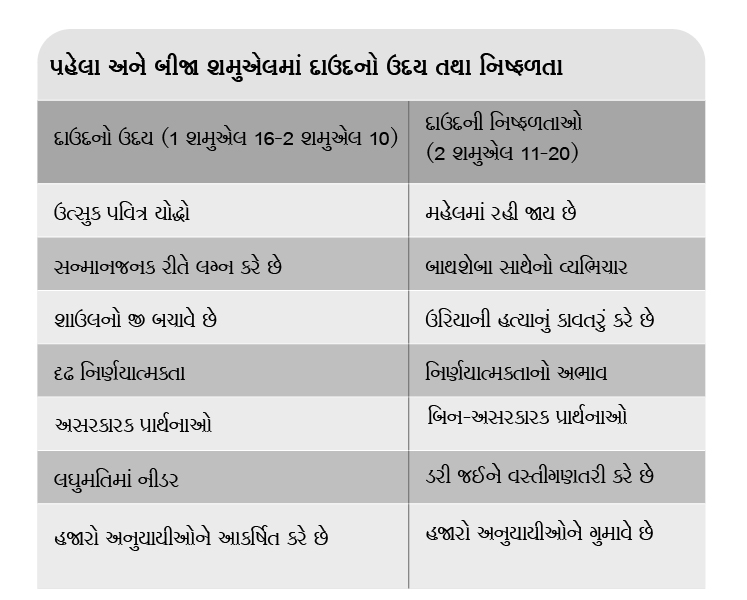 પહેલા અને બીજા શમુએલમાં દાઉદનો ઉદય તથા નિષ્ફળતા
દાઉદનો ઉદય (1 શમુએલ 16-2 શમુએલ 10)
દાઉદની નિષ્ફળતાઓ
(2 શમુએલ 11-20)
ઉત્સુક પવિત્ર યોદ્ધો
મહેલમાં રહી જાય છે
સન્માનજનક રીતે લગ્ન કરે છે
બાથશેબા સાથેનો વ્યભિચાર
શાઉલનો જી બચાવે છે
ઉરિયાની હત્યાનું કાવતરું કરે છે
દૃઢ નિર્ણયાત્મકતા
નિર્ણયાત્મકતાનો અભાવ
અસરકારક પ્રાર્થનાઓ
બિન-અસરકારક પ્રાર્થનાઓ
લઘુમતિમાં નીડર
ડરી જઈને વસ્તીગણતરી કરે છે
હજારો અનુયાયીઓને આકર્ષિત કરે છે
હજારો અનુયાયીઓને ગુમાવે છે